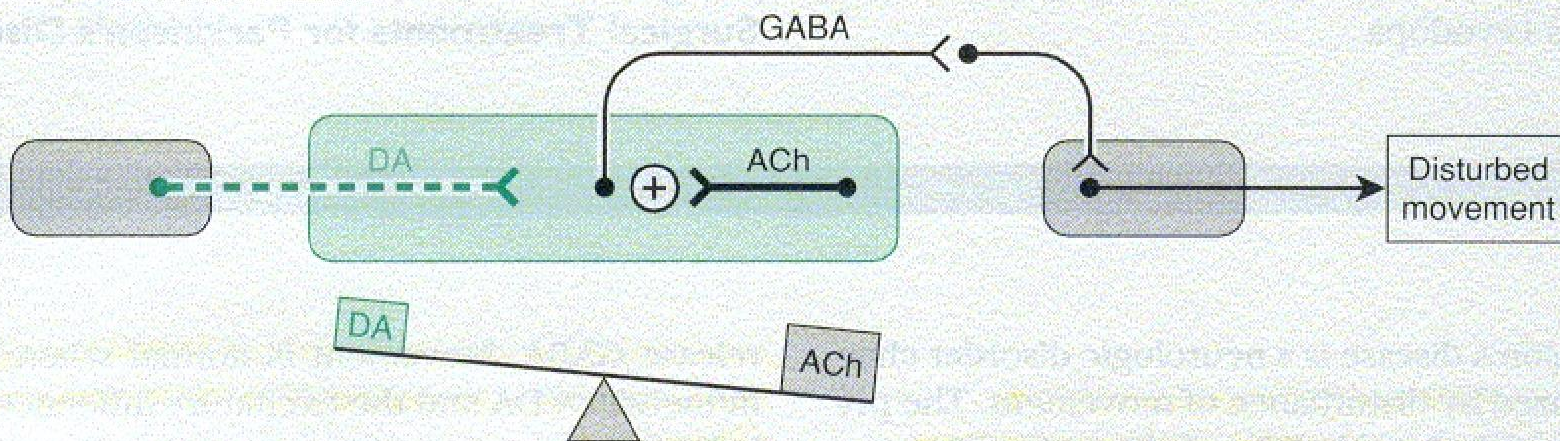 GABA
DA
ACh
+
Disturbed
movement
DA
ACh